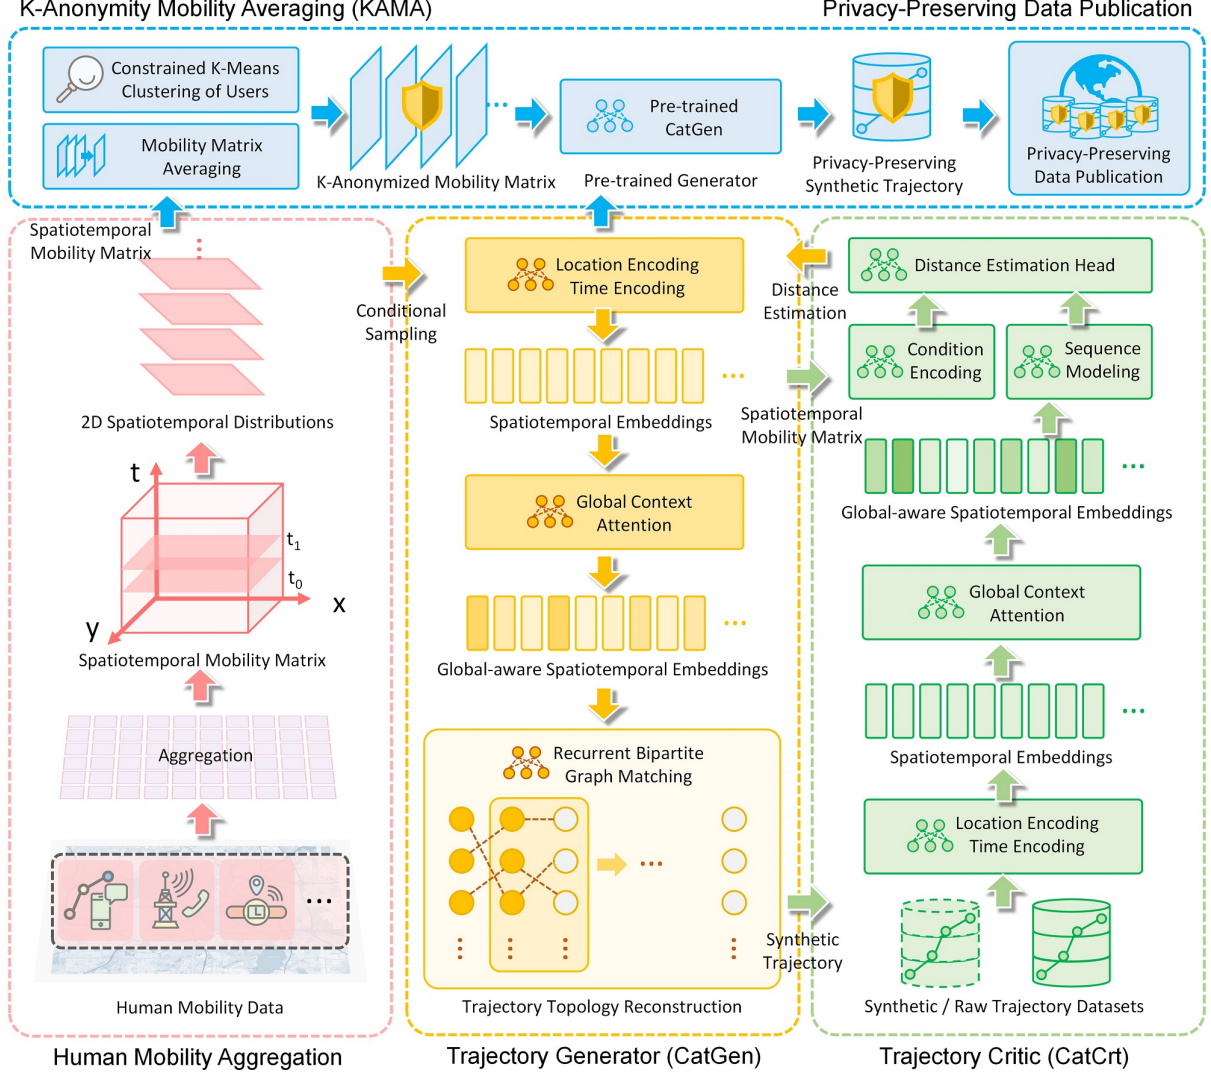 K-Anonymity Mobility Averaging (KAMA)
Privacy-Preserving Data Publication
Constrained K-Means
Clustering of Users
Mobility Matrix
Averaging
K-Anonymized Mobility Matrix
Pre-trained
CatGen
Pre-trained Generator
Privacy-Preserving
Synthetic Trajectory
Privacy-Preserving
Data Publication
Spatiotemporal
Mobility Matrix
2D Spatiotemporal Distributions
t
t1
t0
x
y
Spatiotemporal Mobility Matrix
Aggregation
Human Mobility Data
Human Mobility Aggregation
Conditional
Sampling
Location Encoding
Time Encoding
Spatiotemporal Embeddings
Global Context
Attention
Global-aware Spatiotemporal Embeddings
Recurrent Bipartite
Graph Matching
Trajectory Topology Reconstruction
Trajectory Generator (CatGen)
Distance
Estimation
Spatiotemporal
Mobility Matrix
Synthetic
Trajectory
Distance Estimation Head
Condition
Encoding
Sequence
Modeling
Global-aware Spatiotemporal Embeddings
Global Context
Attention
Spatiotemporal Embeddings
Location Encoding
Time Encoding
Synthetic / Raw Trajectory Datasets
Trajectory Critic (CatCrt)